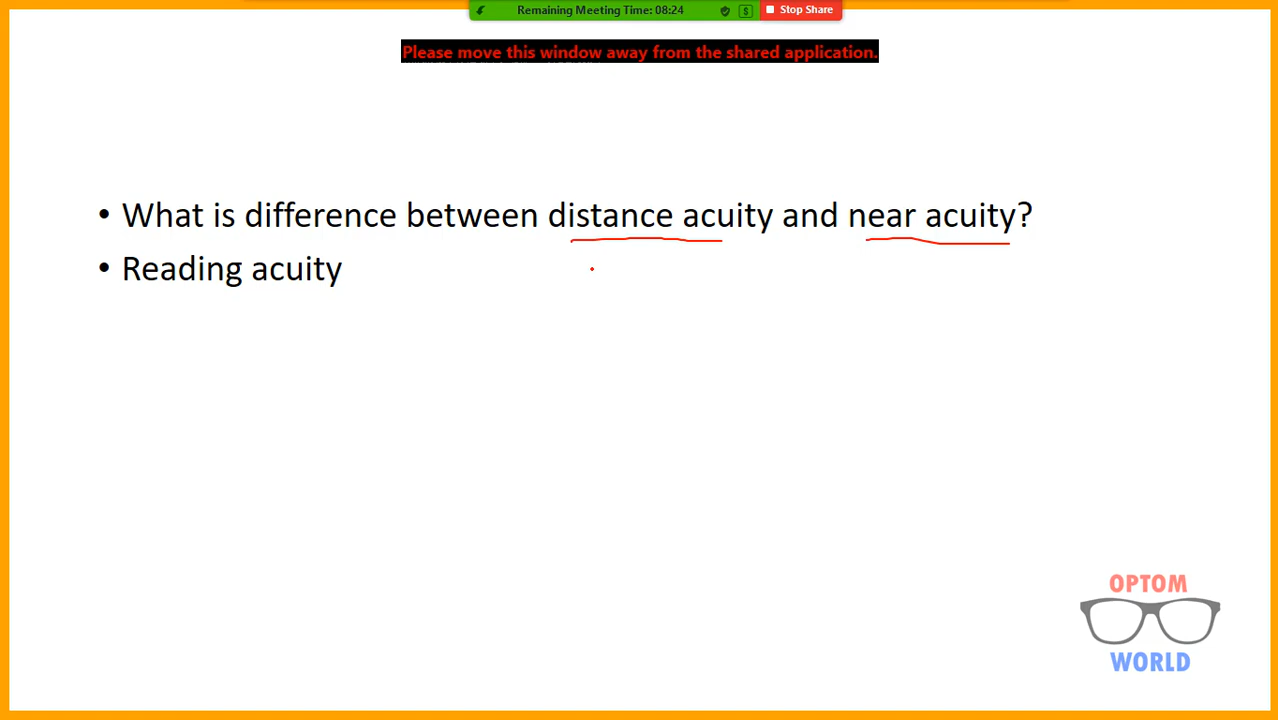 Remaining Meeting Time: 08:24 Stop Share
Please move this window away from the shared application.
• What is difference between distance acuity and near acuity?
• Reading acuity
OPTOM
WORLD